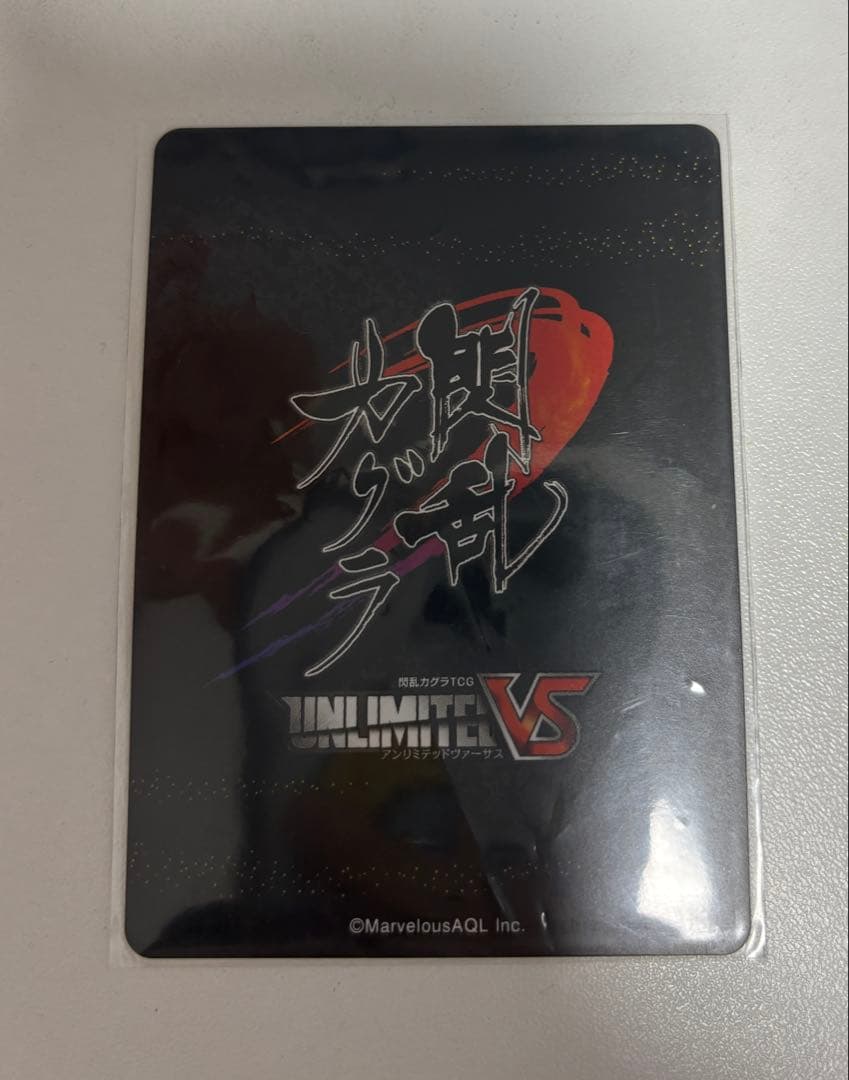 閃乱
カグラ
閃乱カグラTCG
UNLIMITED VS
アンリミテッドヴァーサス
©MarvelousAQL Inc.